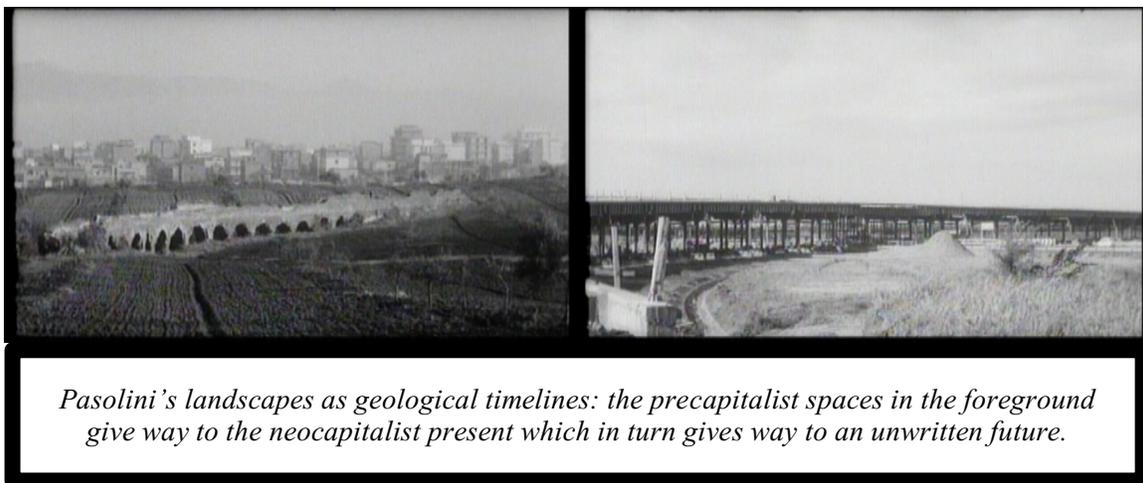 Pasolini’s landscapes as geological timelines: the precapitalist spaces in the foreground
give way to the neocapitalist present which in turn gives way to an unwritten future.